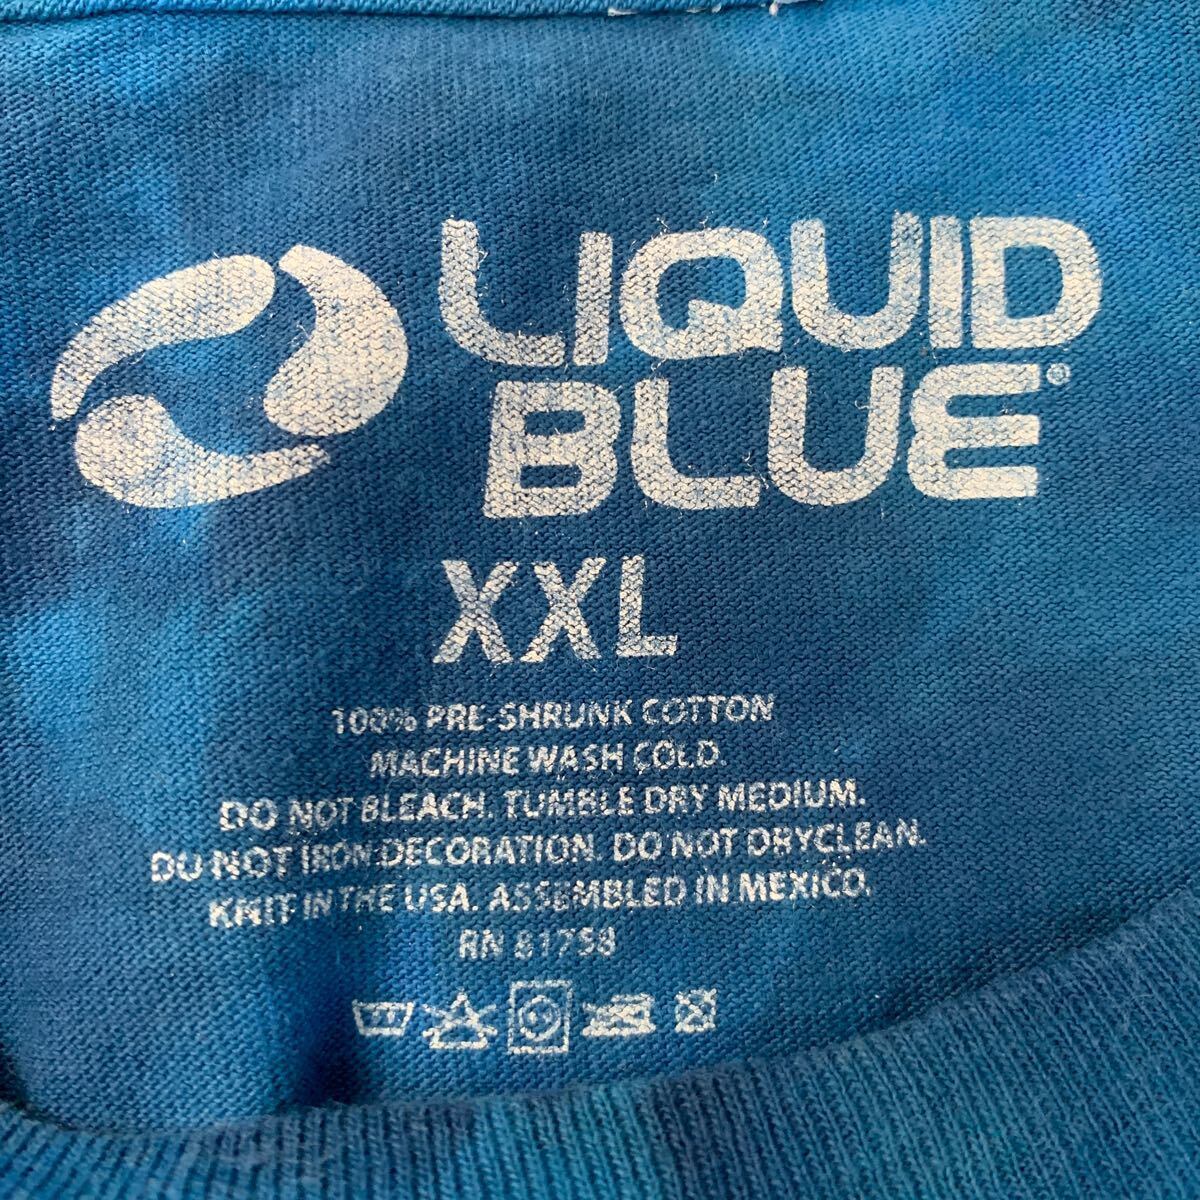 LIQUID
BLUE®
XXL
100% PRE-SHRUNK COTTON
MACHINE WASH COLD.
DO NOT BLEACH. TUMBLE DRY MEDIUM.
DO NOT IRON DECORATION. DO NOT DRYCLEAN.
KNIT IN THE USA. ASSEMBLED IN MEXICO.
RN 81758